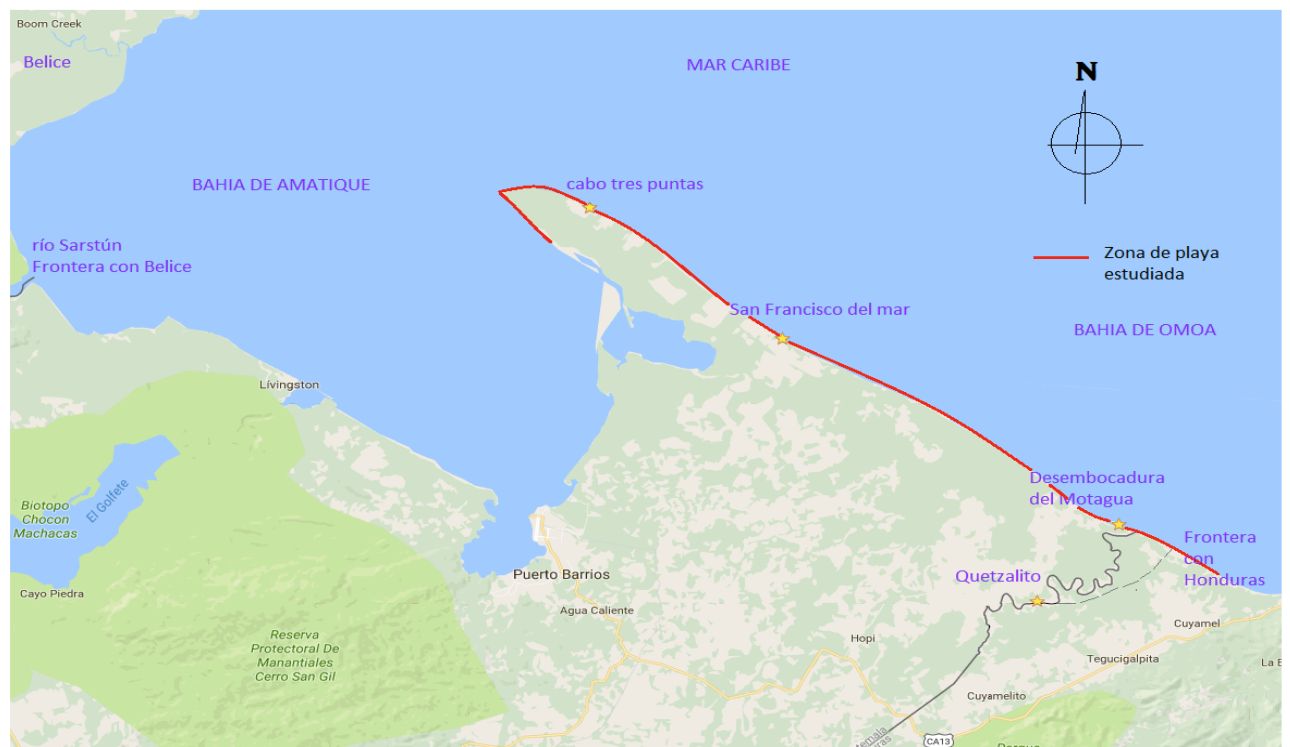 Boom Creek
Belice
MAR CARIBE
N
BAHIA DE AMATIQUE
cabo tres puntas
río Sarstún
Frontera con Belice
Zona de playa
estudiada
San Francisco del mar
BAHIA DE OMOA
Lívingston
Desembocadura
del Motagua
El Golfete
Biotopo
Chocon
Machacas
Frontera
con
Honduras
Puerto Barrios
Quetzalito
Cayo Piedra
Agua Caliente
Cuyamel
Reserva
Protectoral De
Manantiales
Cerro San Gil
Hopi
Tegucigalpita
La
Cuyamelito
CA13